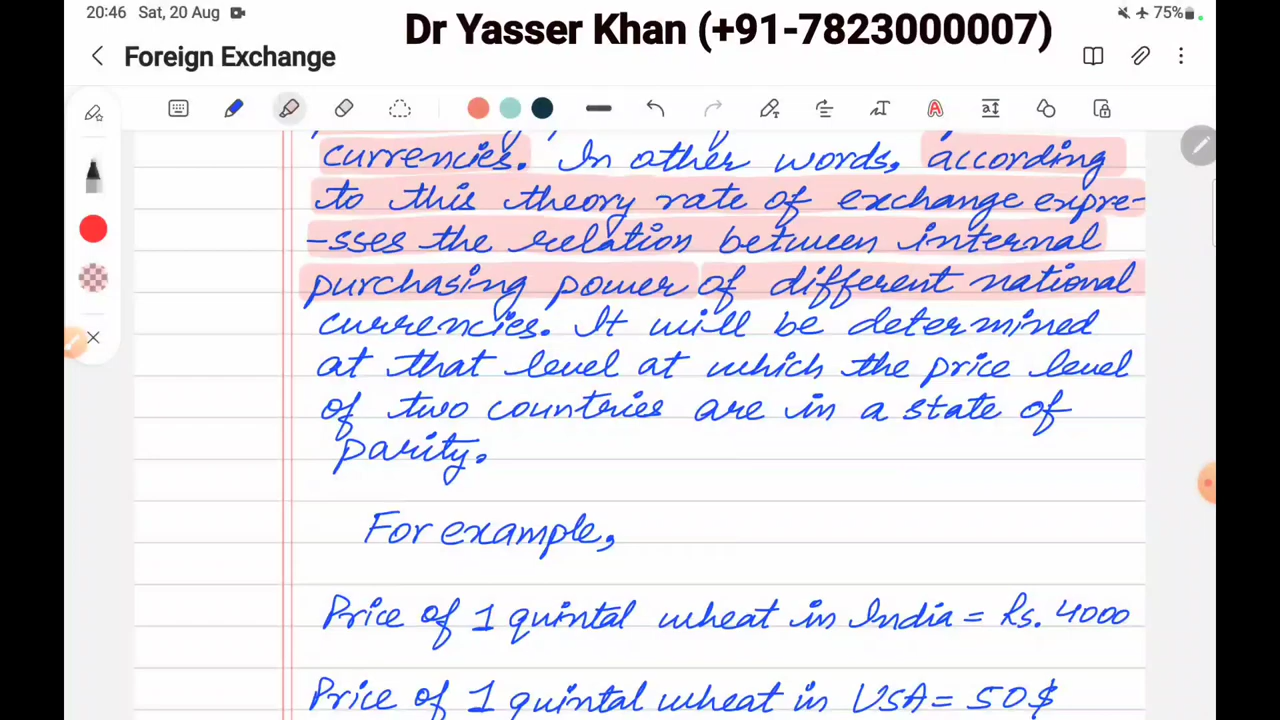 20:46 Sat, 20 Aug
75%
Dr Yasser Khan (+91-7823000007)
Foreign Exchange
currencies. In other words, according
to this theory rate of exchange expre-
-sses the relation between internal
purchasing power of different national
currencies. It will be determined
at that level at which the price level
of two countries are in a state of
parity.
For example,
Price of 1 quintal wheat in India = Rs. 4000
Price of 1 quintal wheat in USA = 50$